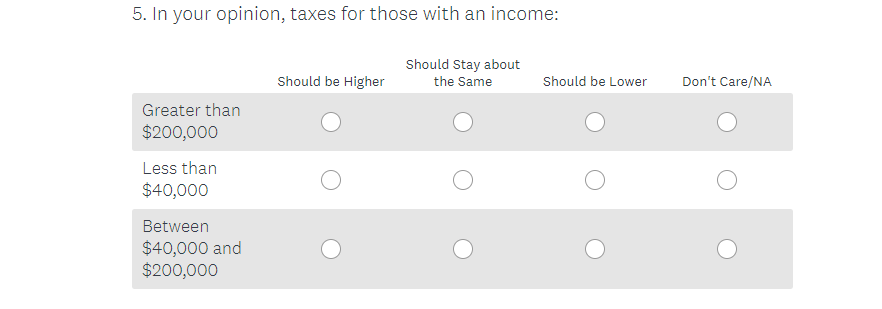 5. In your opinion, taxes for those with an income:
Should be Higher
Should Stay about
the Same
Should be Lower
Don't Care/NA
Greater than
$200,000
Less than
$40,000
Between
$40,000 and
$200,000